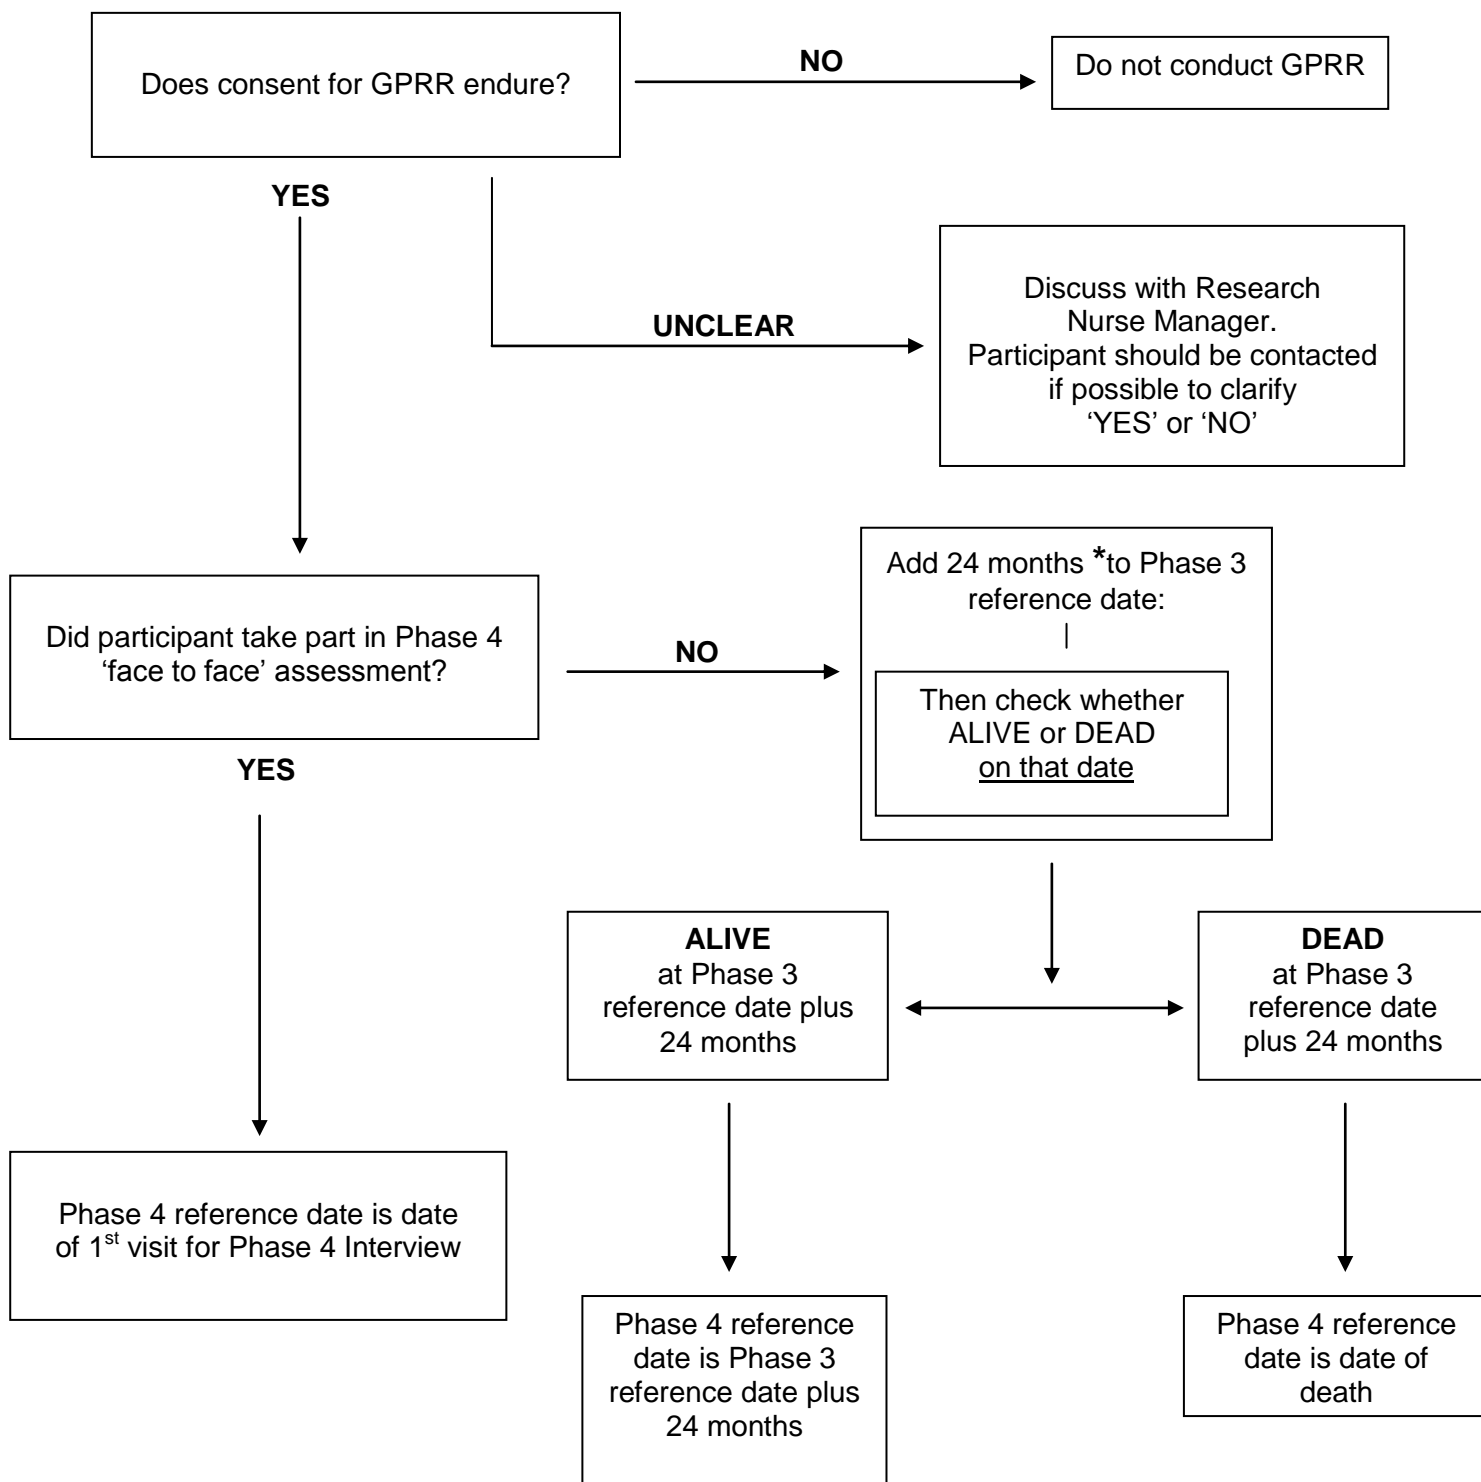 Does consent for GPRR endure?
NO
Do not conduct GPRR
YES
UNCLEAR
Discuss with Research
Nurse Manager.
Participant should be contacted
if possible to clarify
‘YES’ or ‘NO’
Did participant take part in Phase 4
‘face to face’ assessment?
NO
Add 24 months *to Phase 3
reference date:
Then check whether
ALIVE or DEAD
on that date
YES
ALIVE
at Phase 3
reference date plus
24 months
DEAD
at Phase 3
reference date
plus 24 months
Phase 4 reference date is date
of 1st visit for Phase 4 Interview
Phase 4 reference
date is Phase 3
reference date plus
24 months
Phase 4 reference
date is date of
death